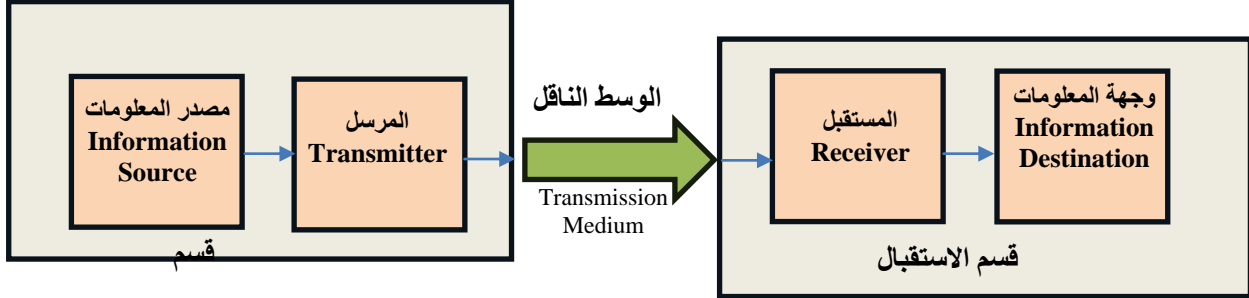 مصدر المعلومات
Information
Source
المرسل
Transmitter
قسم
الوسط الناقل
Transmission
Medium
المستقبل
Receiver
وجهة المعلومات
Information
Destination
قسم الاستقبال